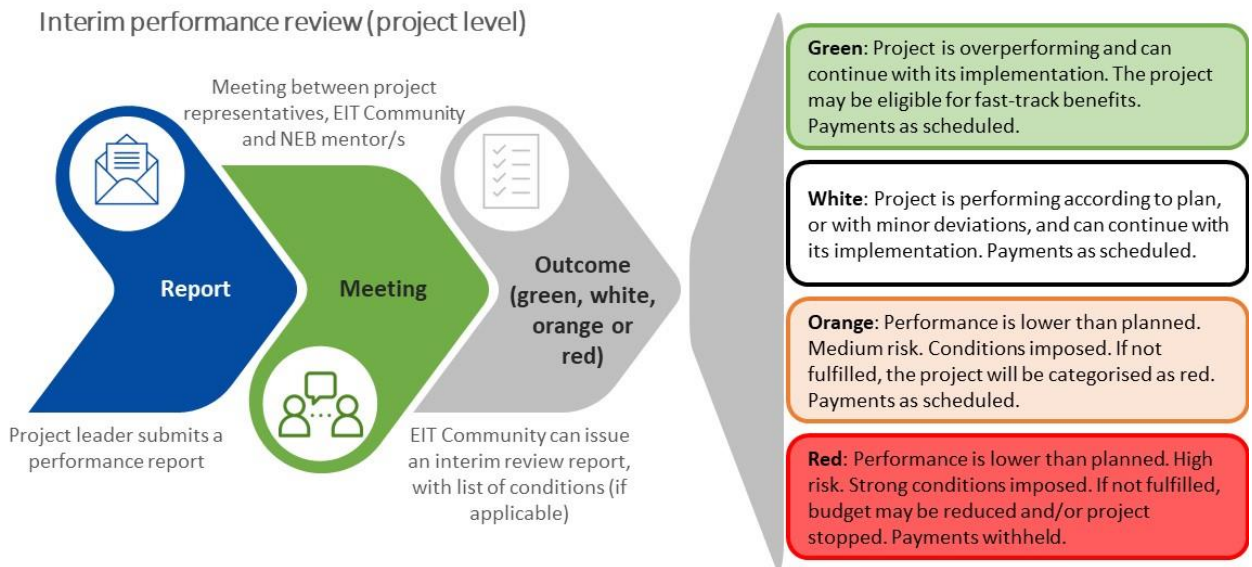 Interim performance review (project level)
Meeting between project
representatives, EIT Community
and NEB mentor/s
Report
Meeting
Outcome
(green, white,
orange or
red)
Project leader submits a
performance report
EIT Community can issue
an interim review report,
with list of conditions (if
applicable)
Green: Project is overperforming and can
continue with its implementation. The project
may be eligible for fast-track benefits.
Payments as scheduled.
White: Project is performing according to plan,
or with minor deviations, and can continue with
its implementation. Payments as scheduled.
Orange: Performance is lower than planned.
Medium risk. Conditions imposed. If not
fulfilled, the project will be categorised as red.
Payments as scheduled.
Red: Performance is lower than planned. High
risk. Strong conditions imposed. If not fulfilled,
budget may be reduced and/or project
stopped. Payments withheld.